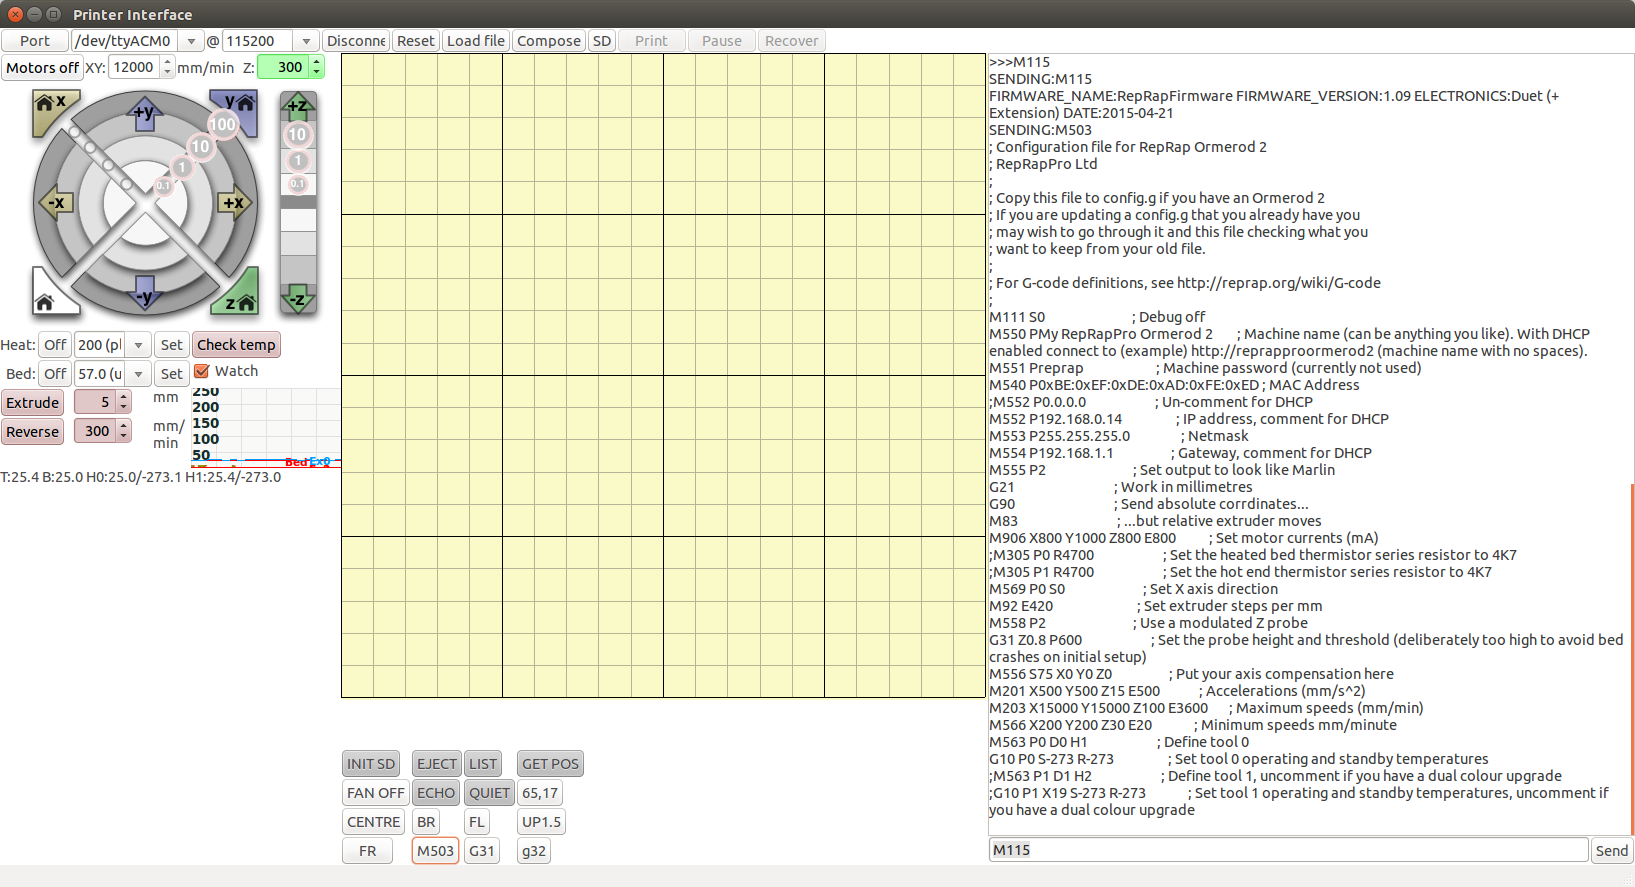 Printer Interface
Port /dev/ttyACM0 @ 115200 Disconne Reset Load file Compose SD Print Pause Recover
Motors off XY: 12000 mm/min Z: 300
x +y y +z
100
10 10
1 1
0.1 0.1
-x +x
-y z -z
Heat: Off 200 (pl Set Check temp
Bed: Off 57.0 (u Set Watch
Extrude 5 mm
Reverse 300 mm/
min
250
200
150
100
50
Bed Ex0
T:25.4 B:25.0 H0:25.0/-273.1 H1:25.4/-273.0
INIT SD EJECT LIST GET POS
FAN OFF ECHO QUIET 65,17
CENTRE BR FL UP1.5
FR M503 G31 g32
>>>M115
SENDING:M115
FIRMWARE_NAME:RepRapFirmware FIRMWARE_VERSION:1.09 ELECTRONICS:Duet (+
Extension) DATE:2015-04-21
SENDING:M503
; Configuration file for RepRap Ormerod 2
; RepRapPro Ltd
;
; Copy this file to config.g if you have an Ormerod 2
; If you are updating a config.g that you already have you
; may wish to go through it and this file checking what you
; want to keep from your old file.
;
; For G-code definitions, see http://reprap.org/wiki/G-code
;
M111 S0 ; Debug off
M550 PMy RepRapPro Ormerod 2 ; Machine name (can be anything you like). With DHCP
enabled connect to (example) http://reprapproormerod2 (machine name with no spaces).
M551 Preprap ; Machine password (currently not used)
M540 P0xBE:0xEF:0xDE:0xAD:0xFE:0xED ; MAC Address
;M552 P0.0.0.0 ; Un-comment for DHCP
M552 P192.168.0.14 ; IP address, comment for DHCP
M553 P255.255.255.0 ; Netmask
M554 P192.168.1.1 ; Gateway, comment for DHCP
M555 P2 ; Set output to look like Marlin
G21 ; Work in millimetres
G90 ; Send absolute corrdinates...
M83 ; ...but relative extruder moves
M906 X800 Y1000 Z800 E800 ; Set motor currents (mA)
;M305 P0 R4700 ; Set the heated bed thermistor series resistor to 4K7
;M305 P1 R4700 ; Set the hot end thermistor series resistor to 4K7
M569 P0 S0 ; Set X axis direction
M92 E420 ; Set extruder steps per mm
M558 P2 ; Use a modulated Z probe
G31 Z0.8 P600 ; Set the probe height and threshold (deliberately too high to avoid bed
crashes on initial setup)
M556 S75 X0 Y0 Z0 ; Put your axis compensation here
M201 X500 Y500 Z15 E500 ; Accelerations (mm/s^2)
M203 X15000 Y15000 Z100 E3600 ; Maximum speeds (mm/min)
M566 X200 Y200 Z30 E20 ; Minimum speeds mm/minute
M563 P0 D0 H1 ; Define tool 0
G10 P0 S-273 R-273 ; Set tool 0 operating and standby temperatures
;M563 P1 D1 H2 ; Define tool 1, uncomment if you have a dual colour upgrade
;G10 P1 X19 S-273 R-273 ; Set tool 1 operating and standby temperatures, uncomment if
you have a dual colour upgrade
M115 Send